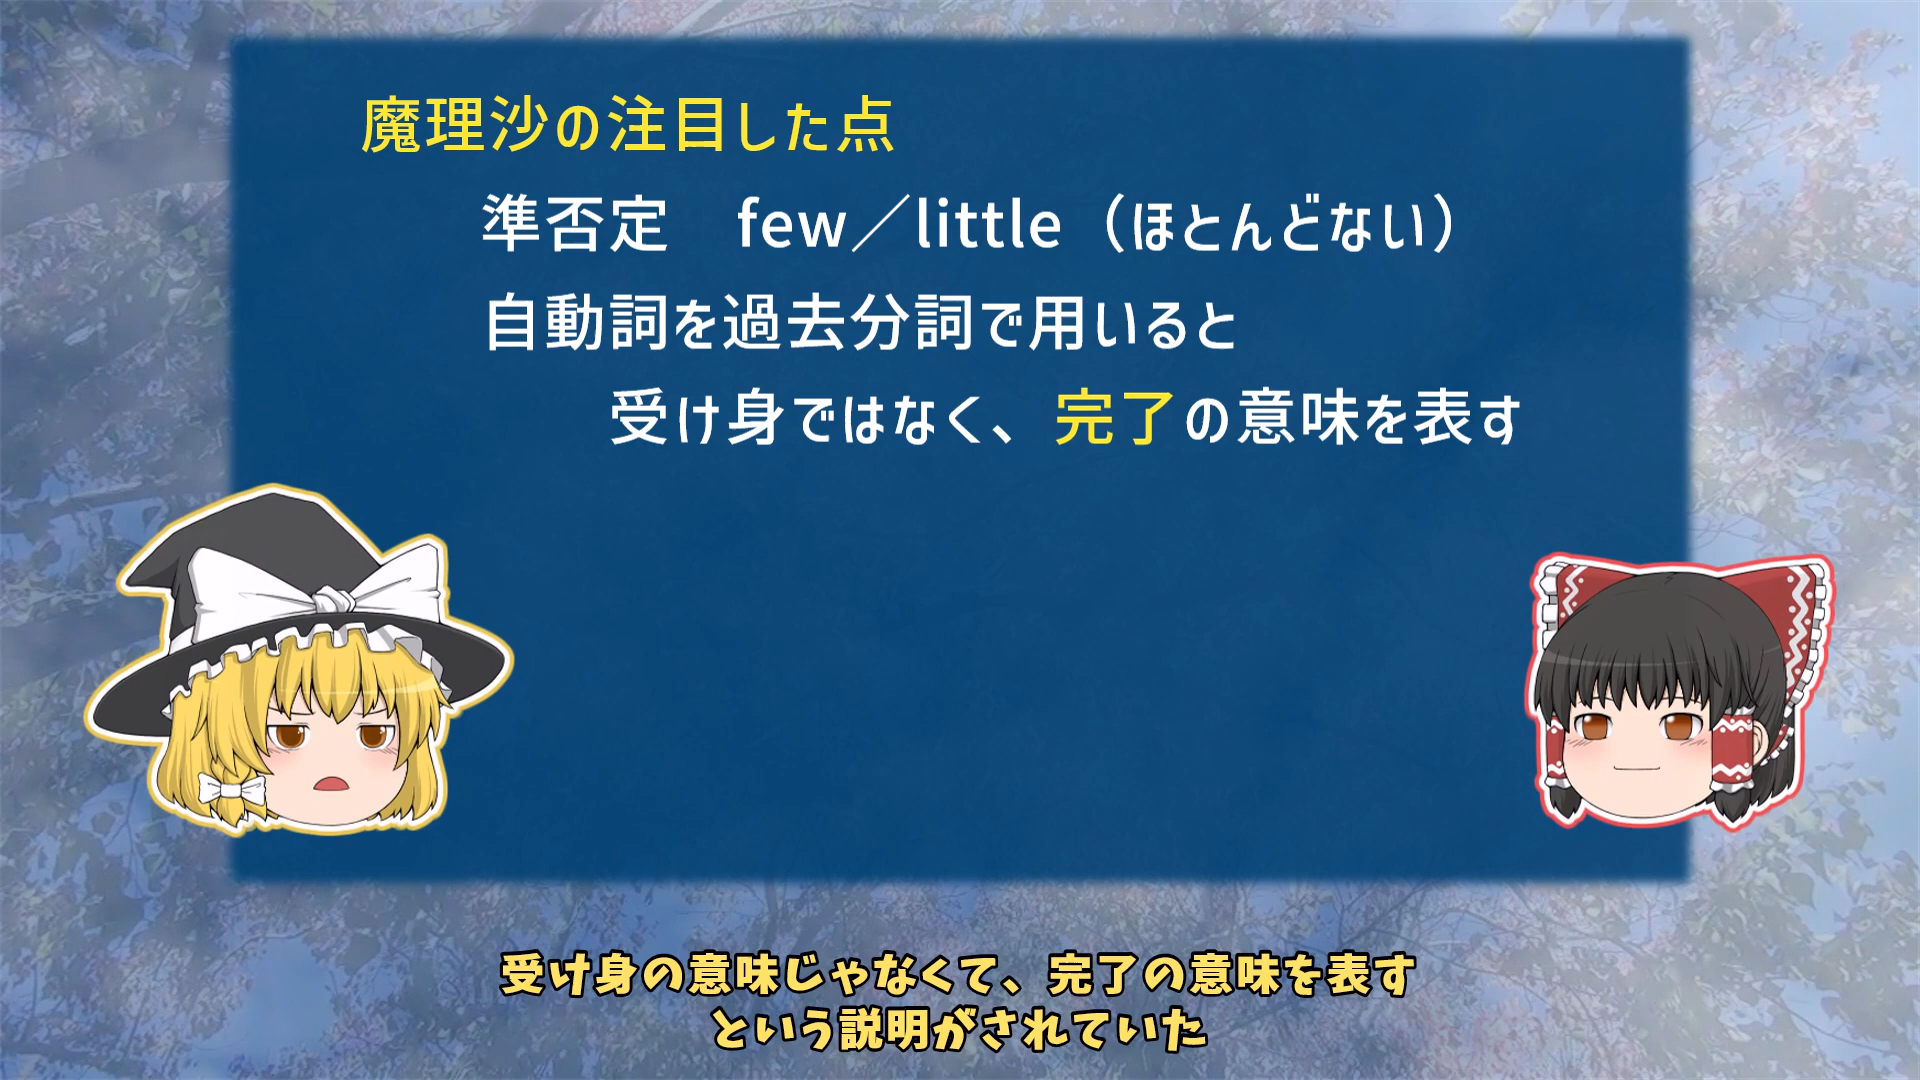 魔理沙の注目した点
準否定　few／little（ほとんどない）
自動詞を過去分詞で用いると
受け身ではなく、完了の意味を表す
受け身の意味じゃなくて、完了の意味を表す
という説明がされていた